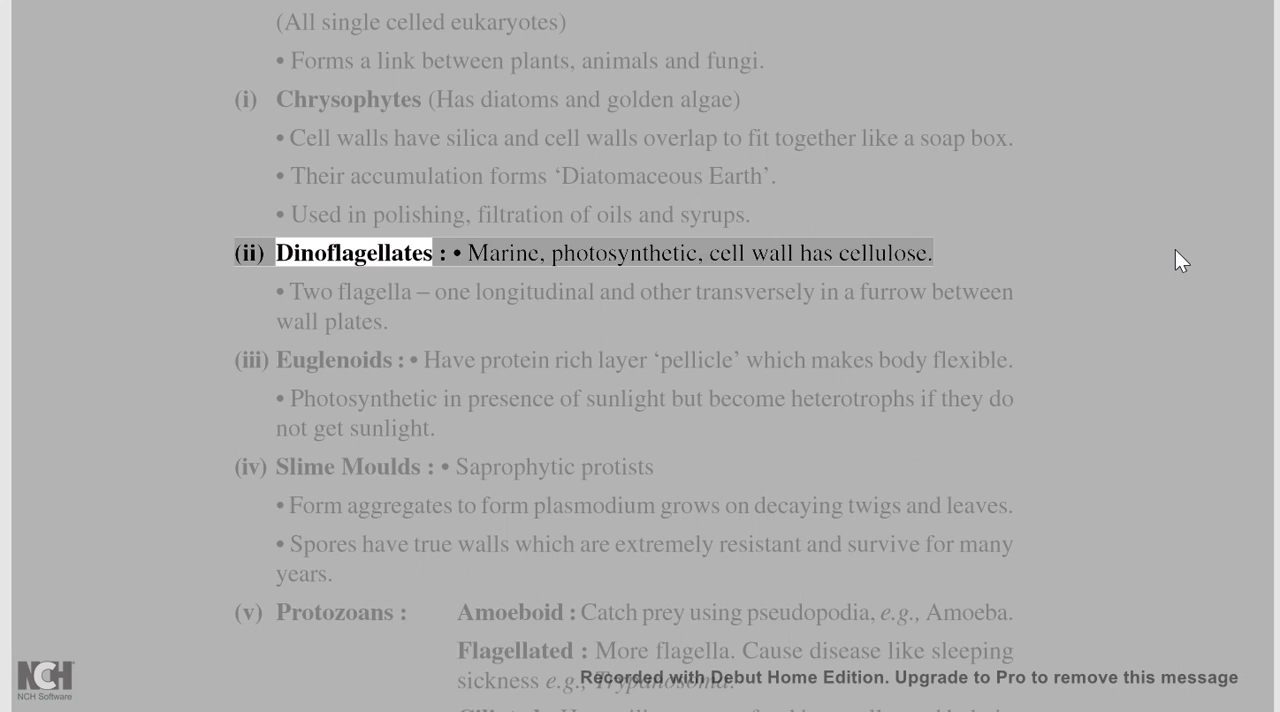 (All single celled eukaryotes)
• Forms a link between plants, animals and fungi.
(i) Chrysophytes (Has diatoms and golden algae)
• Cell walls have silica and cell walls overlap to fit together like a soap box.
• Their accumulation forms ‘Diatomaceous Earth’.
• Used in polishing, filtration of oils and syrups.
(ii) Dinoflagellates : • Marine, photosynthetic, cell wall has cellulose.
• Two flagella – one longitudinal and other transversely in a furrow between
wall plates.
(iii) Euglenoids : • Have protein rich layer ‘pellicle’ which makes body flexible.
• Photosynthetic in presence of sunlight but become heterotrophs if they do
not get sunlight.
(iv) Slime Moulds : • Saprophytic protists
• Form aggregates to form plasmodium grows on decaying twigs and leaves.
• Spores have true walls which are extremely resistant and survive for many
years.
(v) Protozoans : Amoeboid : Catch prey using pseudopodia, e.g., Amoeba.
Flagellated : More flagella. Cause disease like sleeping
sickness e.g., Trypanosoma.
Recorded with Debut Home Edition. Upgrade to Pro to remove this message
NCH
NCH Software